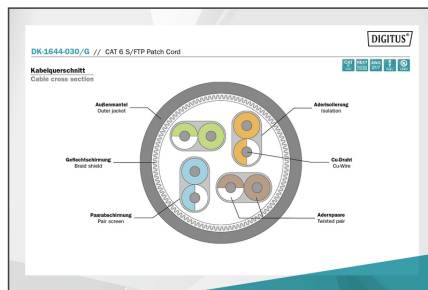 DIGITUS®
DK-1644-030/G // CAT 6 S/FTP Patch Cord
Kabelquerschnitt
Cable cross section
Außenmantel
Outer jacket
Aderisolierung
Isolation
Geflechtschirmung
Braid shield
Cu-Draht
Cu-Wire
Paarabschirmung
Pair screen
Adernpaare
Twisted pair